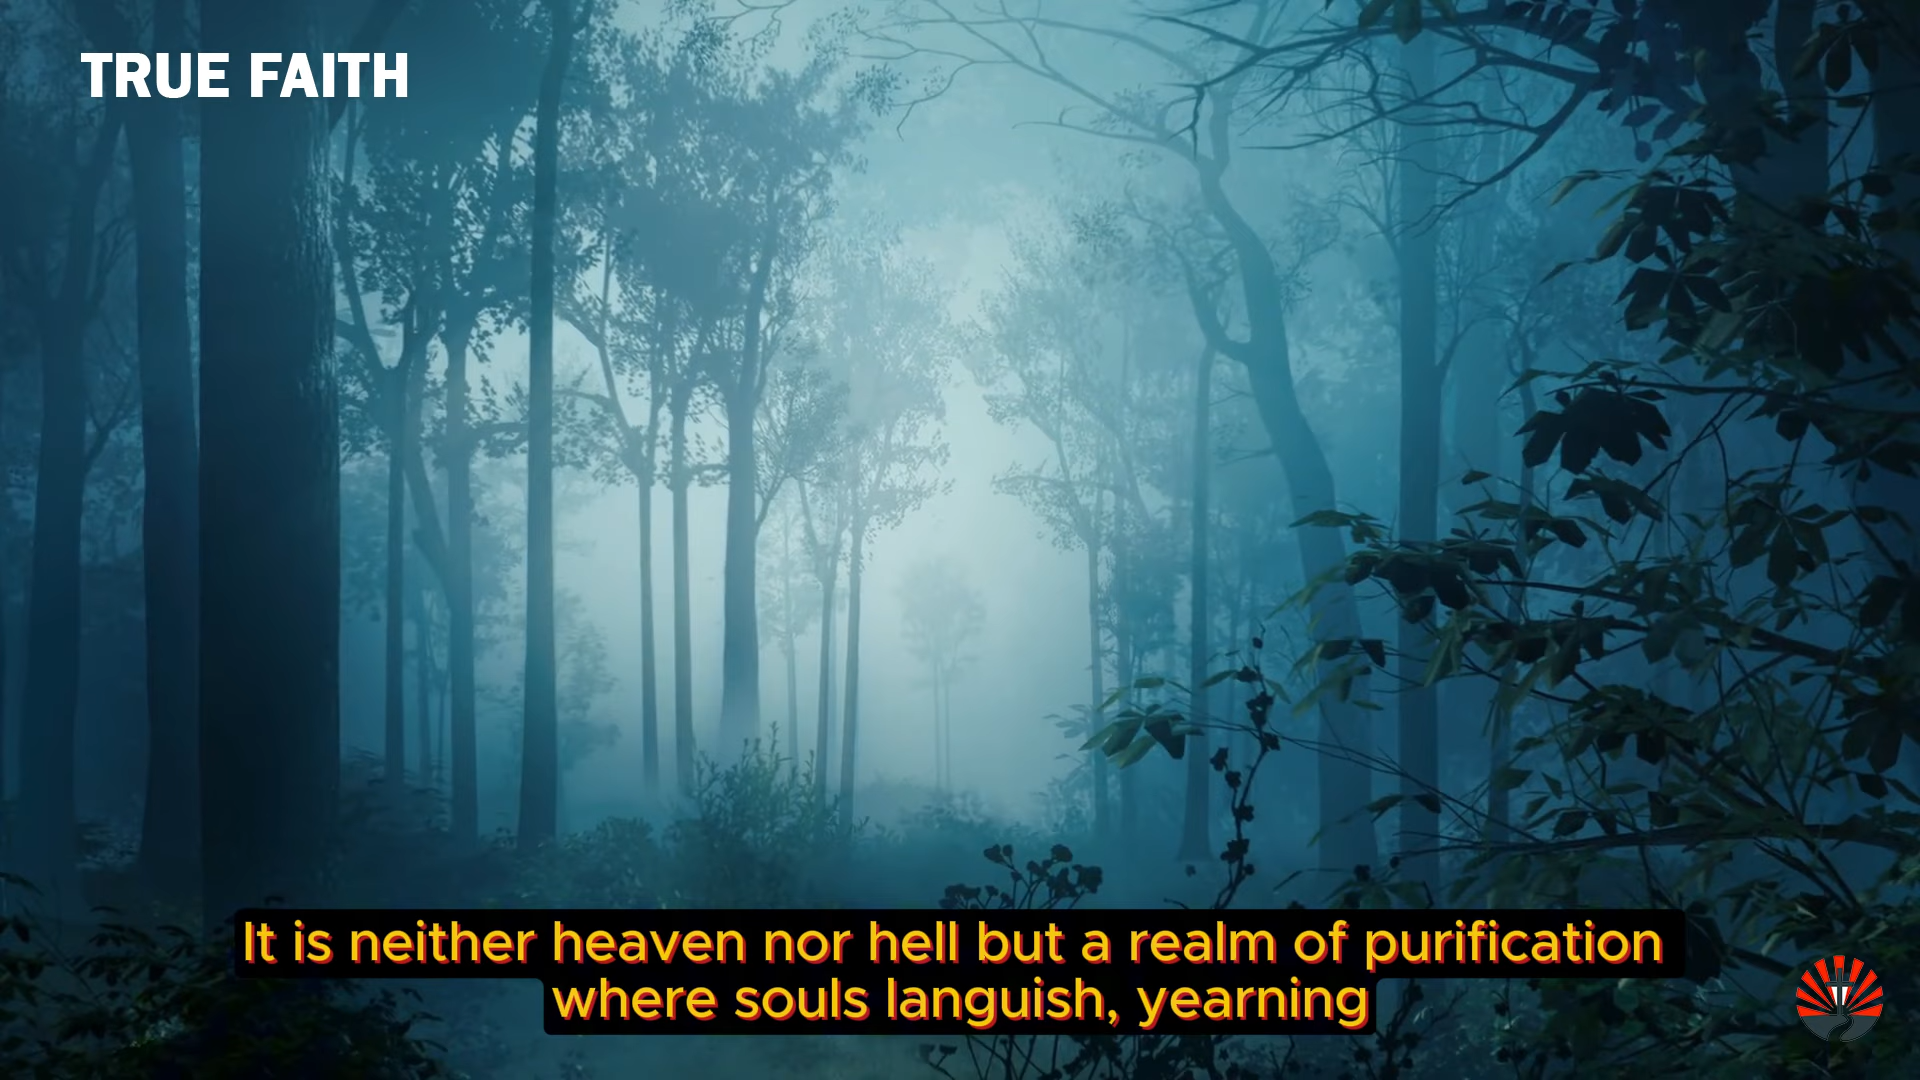 TRUE FAITH
It is neither heaven nor hell but a realm of purification
where souls languish, yearning